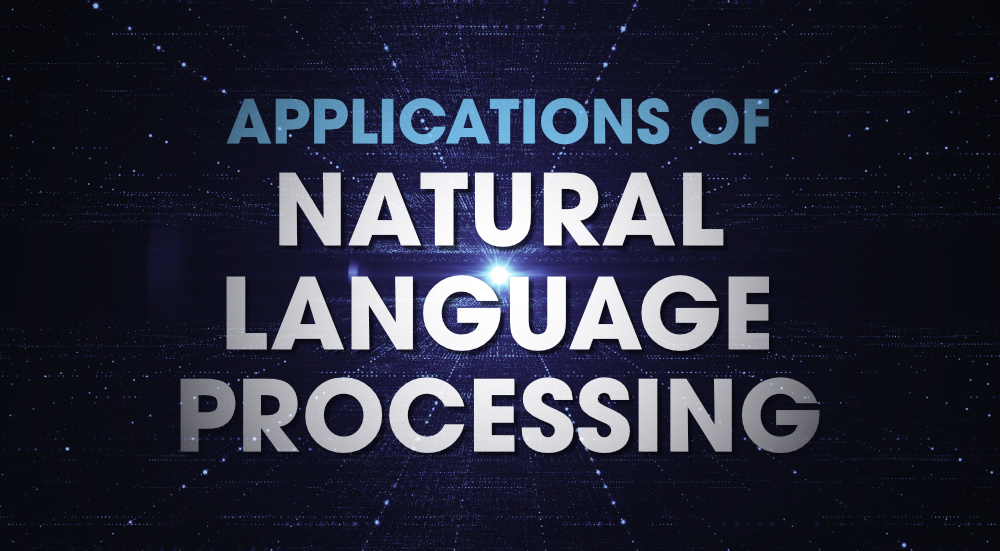 APPLICATIONS OF
NATURAL
LANGUAGE
PROCESSING